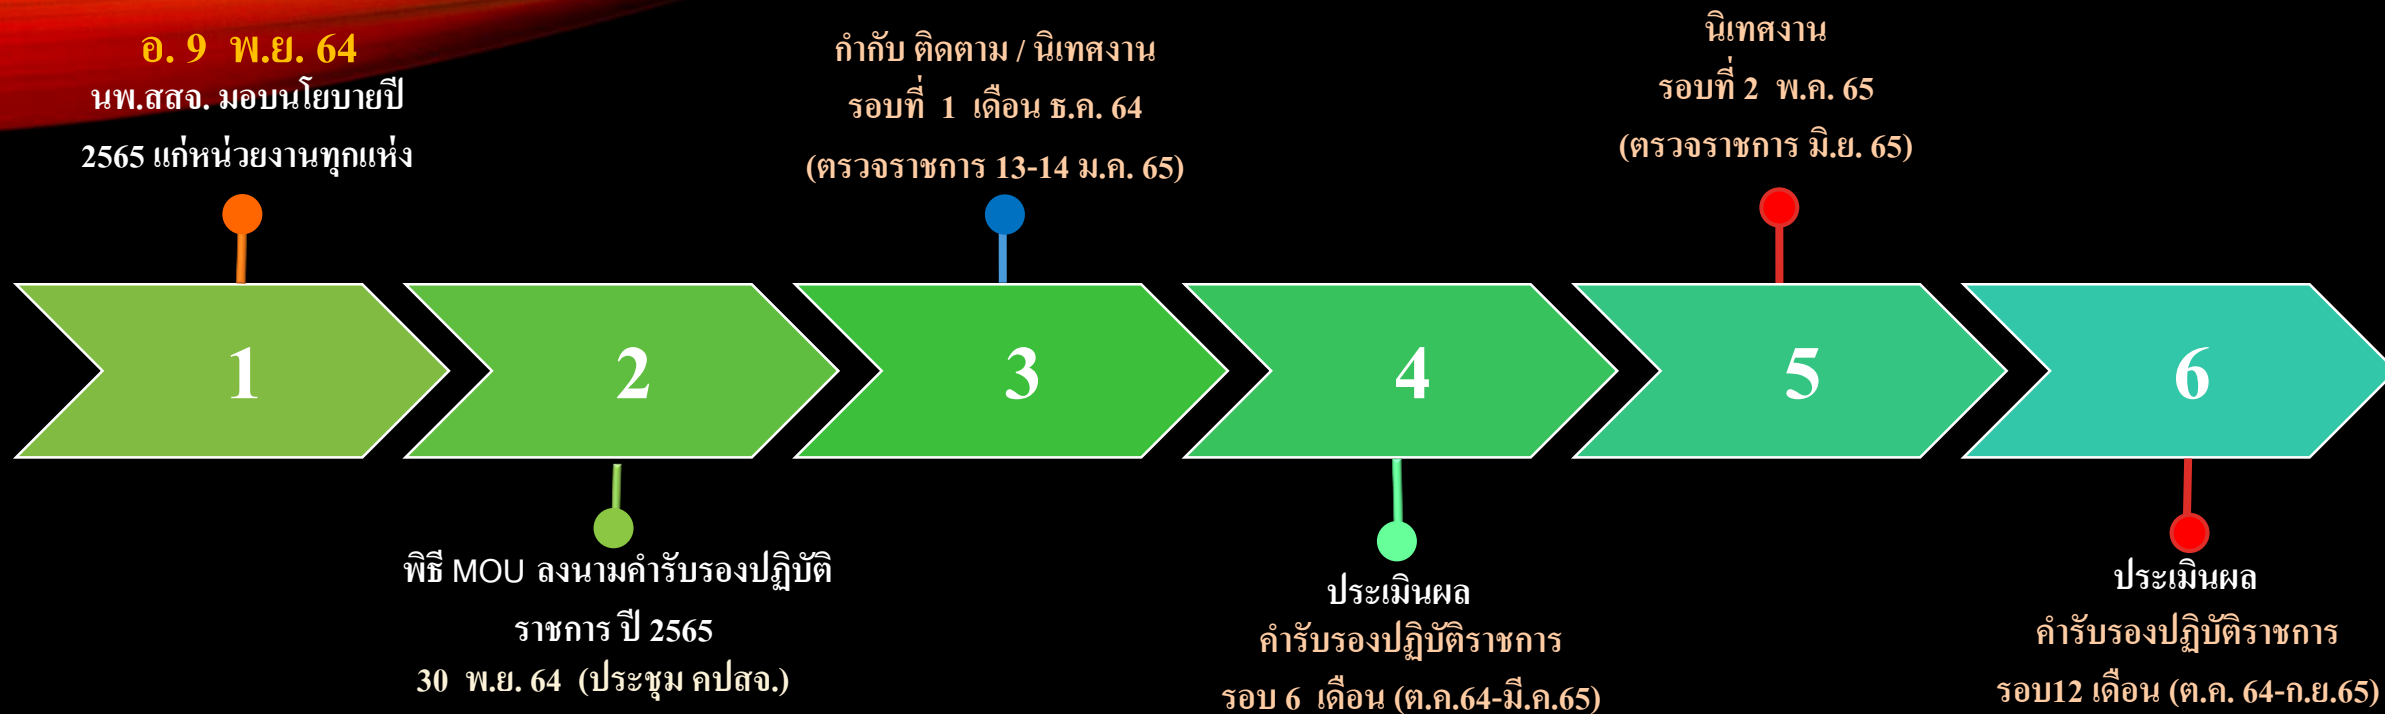 อ. 9 พ.ย. 64
นพ.สสจ. มอบนโยบายปี
2565 แก่หน่วยงานทุกแห่ง
กำกับ ติดตาม / นิเทศงาน
รอบที่ 1 เดือน ธ.ค. 64
(ตรวจราชการ 13-14 ม.ค. 65)
นิเทศงาน
รอบที่ 2 พ.ค. 65
(ตรวจราชการ มิ.ย. 65)
1
2
3
4
5
6
พิธี MOU ลงนามคำรับรองปฏิบัติ
ราชการ ปี 2565
30 พ.ย. 64 (ประชุม คปสจ.)
ประเมินผล
คำรับรองปฏิบัติราชการ
รอบ 6 เดือน (ต.ค.64-มี.ค.65)
ประเมินผล
คำรับรองปฏิบัติราชการ
รอบ12 เดือน (ต.ค. 64-ก.ย.65)